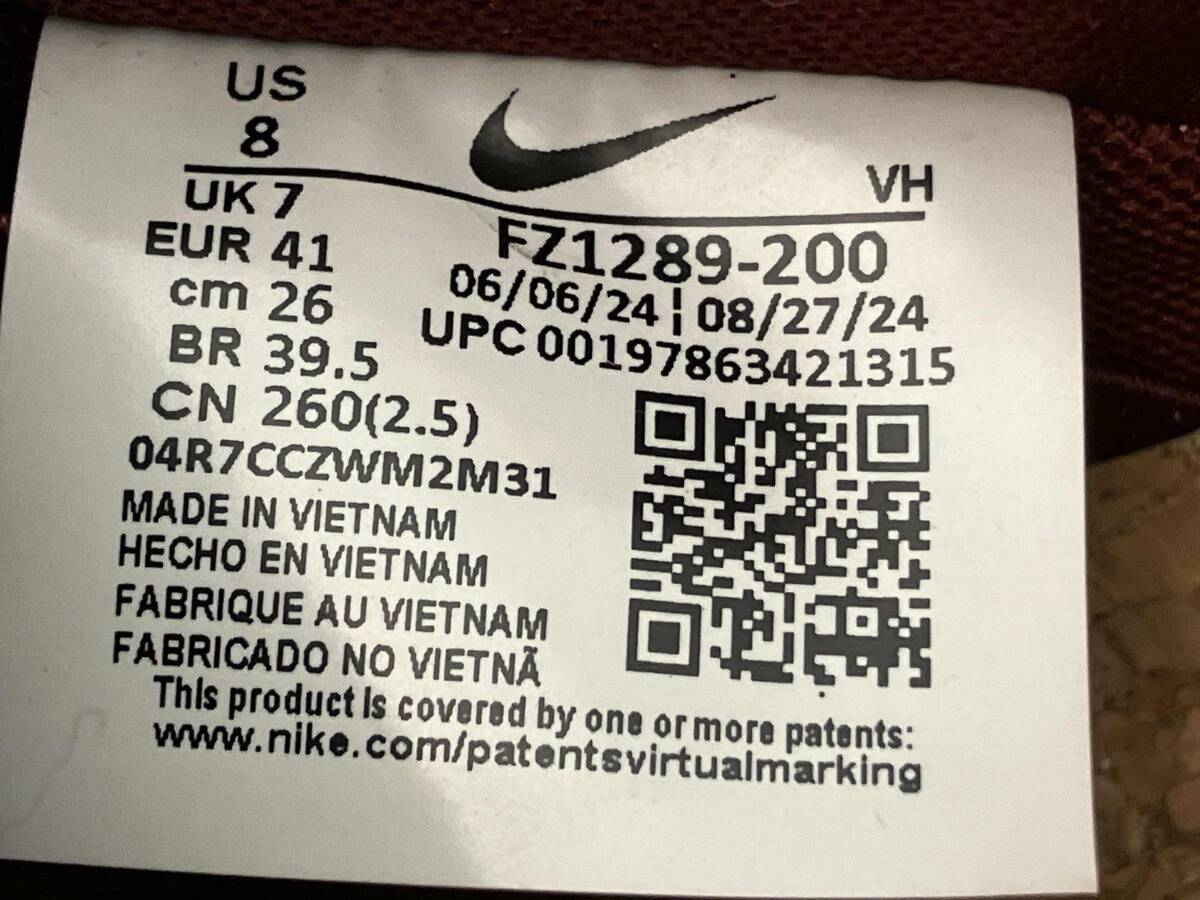 US
8
VH
UK 7
EUR 41
cm 26
BR 39.5
CN 260(2.5)
FZ1289-200
06/06/24 ¦ 08/27/24
UPC 00197863421315
04R7CCZWM2M31
MADE IN VIETNAM
HECHO EN VIETNAM
FABRIQUE AU VIETNAM
FABRICADO NO VIETNÃ
This product is covered by one or more patents:
www.nike.com/patentsvirtualmarking